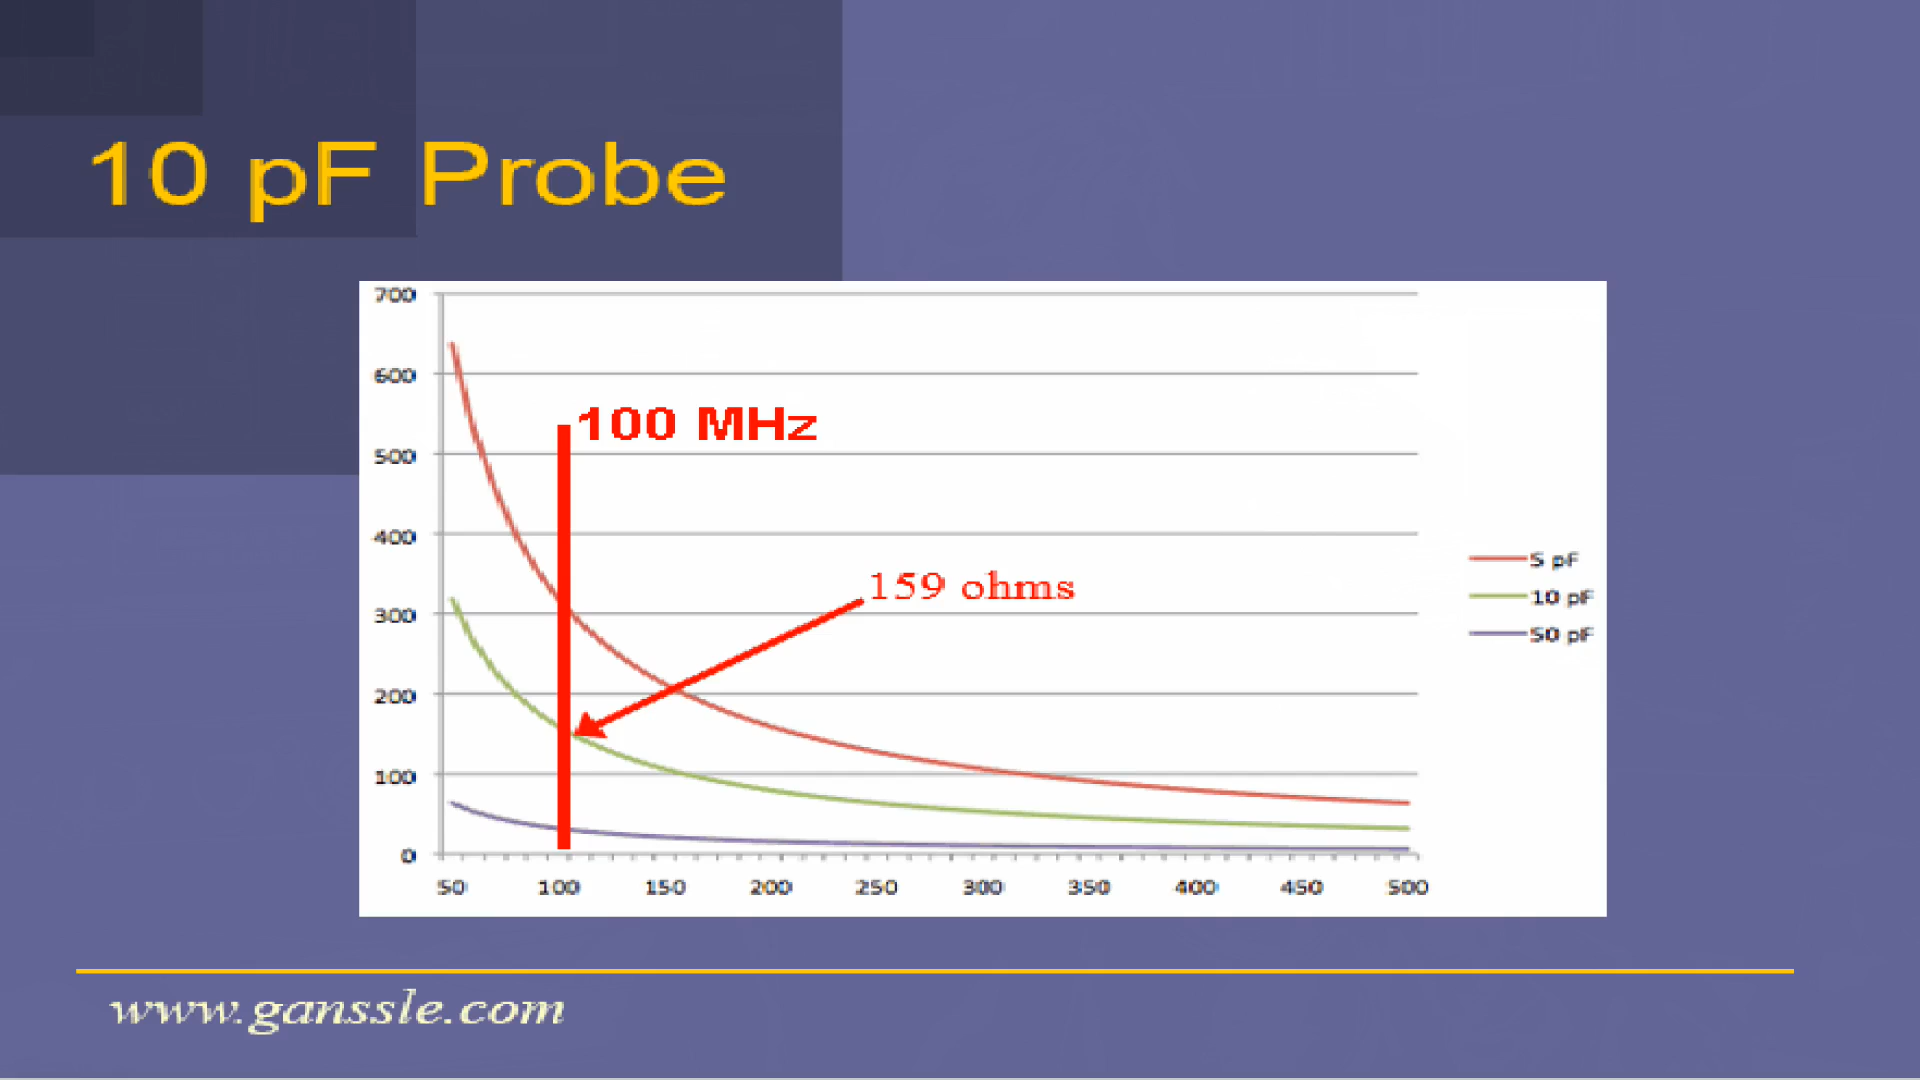 10 pF Probe
700
600
100 MHz
500
400
5 pF
159 ohms
10 pF
300
50 pF
200
100
0
50 100 150 200 250 300 350 400 450 500
www.ganssle.com